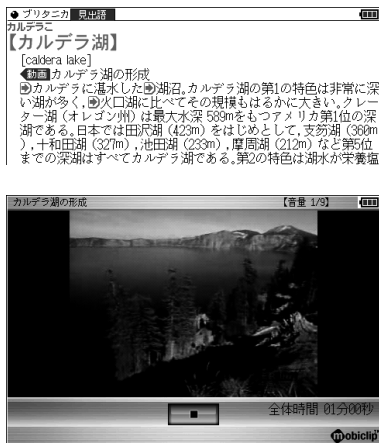 ブリタニカ 見出語
カルデラこ
【カルデラ湖】
[caldera lake]
動画 カルデラ湖の形成
カルデラに湛水した湖沼。カルデラ湖の第1の特色は非常に深
い湖が多く,火口湖に比べてその規模もはるかに大きい。クレー
ター湖(オレゴン州)は最大水深589mをもつアメリカ第1位の深
湖である。日本では田沢湖(423m)をはじめとして,支笏湖(360m
),十和田湖(327m),池田湖(233m),摩周湖(212m)など第5位
までの深湖はすべてカルデラ湖である。第2の特色は湖水が栄養塩
カルデラ湖の形成 【音量 1/9】
全体時間 01分00秒
mobiclip